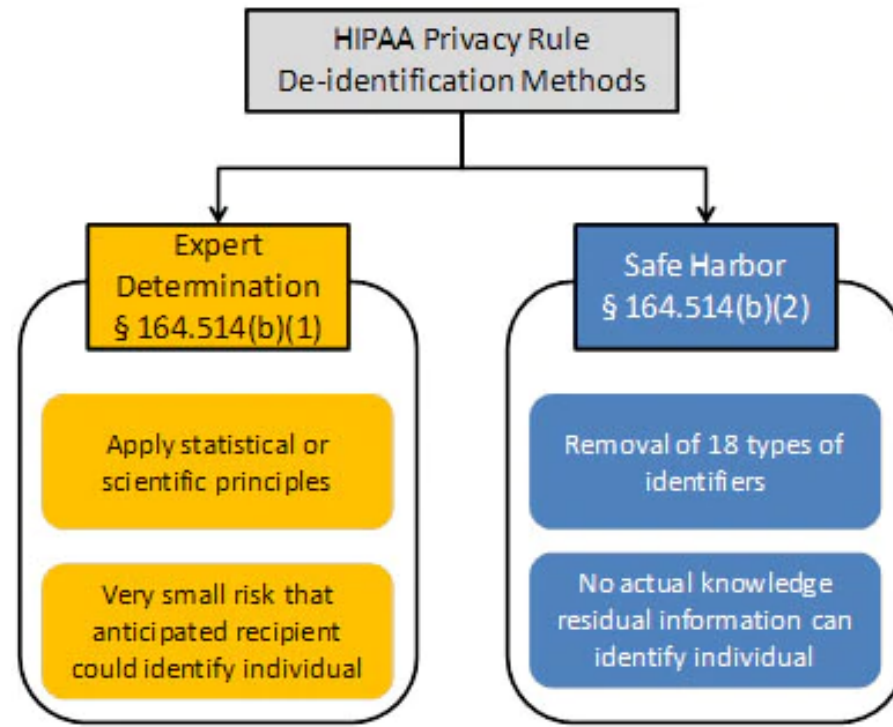 HIPAA Privacy Rule
De-identification Methods
Expert
Determination
§ 164.514(b)(1)
Apply statistical or
scientific principles
Very small risk that
anticipated recipient
could identify individual
Safe Harbor
§ 164.514(b)(2)
Removal of 18 types of
identifiers
No actual knowledge
residual information can
identify individual